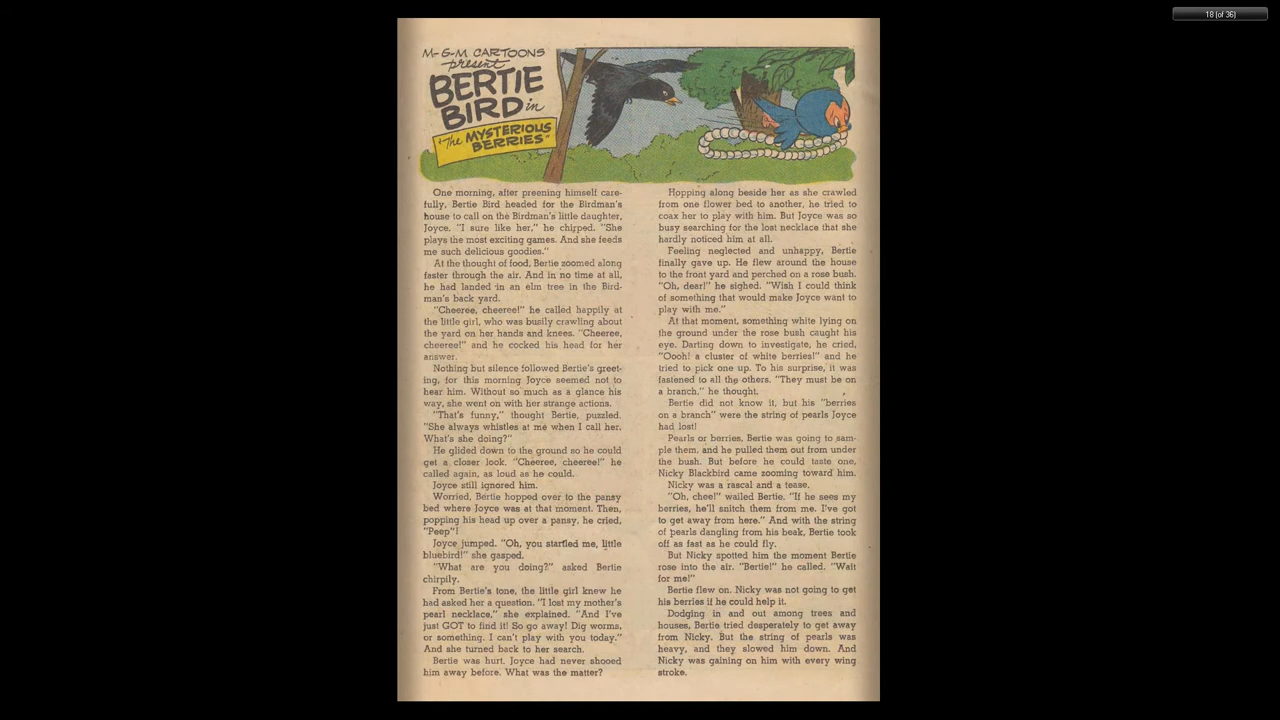 18 (of 36)
M-G-M CARTOONS
present
BERTIE
BIRD in
"The MYSTERIOUS
BERRIES"
One morning, after preening himself care-
fully, Bertie Bird headed for the Birdman's
house to call on the Birdman's little daughter,
Joyce. "I sure like her," he chirped. "She
plays the most exciting games. And she feeds
me such delicious goodies."
At the thought of food, Bertie zoomed along
faster through the air. And in no time at all,
he had landed in an elm tree in the Bird-
man's back yard.
"Cheeree, cheeree!" he called happily at
the little girl, who was busily crawling about
the yard on her hands and knees. "Cheeree,
cheeree!" and he cocked his head for her
answer.
Nothing but silence followed Bertie's greet-
ing, for this morning Joyce seemed not to
hear him. Without so much as a glance his
way, she went on with her strange actions.
"That's funny," thought Bertie, puzzled.
"She always whistles at me when I call her.
What's she doing?"
He glided down to the ground so he could
get a closer look. "Cheeree, cheeree!" he
called again, as loud as he could.
Joyce still ignored him.
Worried, Bertie hopped over to the pansy
bed where Joyce was at that moment. Then,
popping his head up over a pansy, he cried,
"Peep"!
Joyce jumped. "Oh, you startled me, little
bluebird!" she gasped.
"What are you doing?" asked Bertie
chirpily.
From Bertie's tone, the little girl knew he
had asked her a question. "I lost my mother's
pearl necklace," she explained. "And I've
just GOT to find it! So go away! Dig worms,
or something. I can't play with you today."
And she turned back to her search.
Bertie was hurt. Joyce had never shooed
him away before. What was the matter?
Hopping along beside her as she crawled
from one flower bed to another, he tried to
coax her to play with him. But Joyce was so
busy searching for the lost necklace that she
hardly noticed him at all.
Feeling neglected and unhappy, Bertie
finally gave up. He flew around the house
to the front yard and perched on a rose bush.
"Oh, dear!" he sighed. "Wish I could think
of something that would make Joyce want to
play with me."
At that moment, something white lying on
the ground under the rose bush caught his
eye. Darting down to investigate, he cried,
"Oooh! a cluster of white berries!" and he
tried to pick one up. To his surprise, it was
fastened to all the others. "They must be on
a branch," he thought.
Bertie did not know it, but his "berries
on a branch" were the string of pearls Joyce
had lost!
Pearls or berries, Bertie was going to sam-
ple them, and he pulled them out from under
the bush. But before he could taste one,
Nicky Blackbird came zooming toward him.
Nicky was a rascal and a tease.
"Oh, chee!" wailed Bertie. "If he sees my
berries, he'll snitch them from me. I've got
to get away from here." And with the string
of pearls dangling from his beak, Bertie took
off as fast as he could fly.
But Nicky spotted him the moment Bertie
rose into the air. "Bertie!" he called. "Wait
for me!"
Bertie flew on. Nicky was not going to get
his berries if he could help it.
Dodging in and out among trees and
houses, Bertie tried desperately to get away
from Nicky. But the string of pearls was
heavy, and they slowed him down. And
Nicky was gaining on him with every wing
stroke.